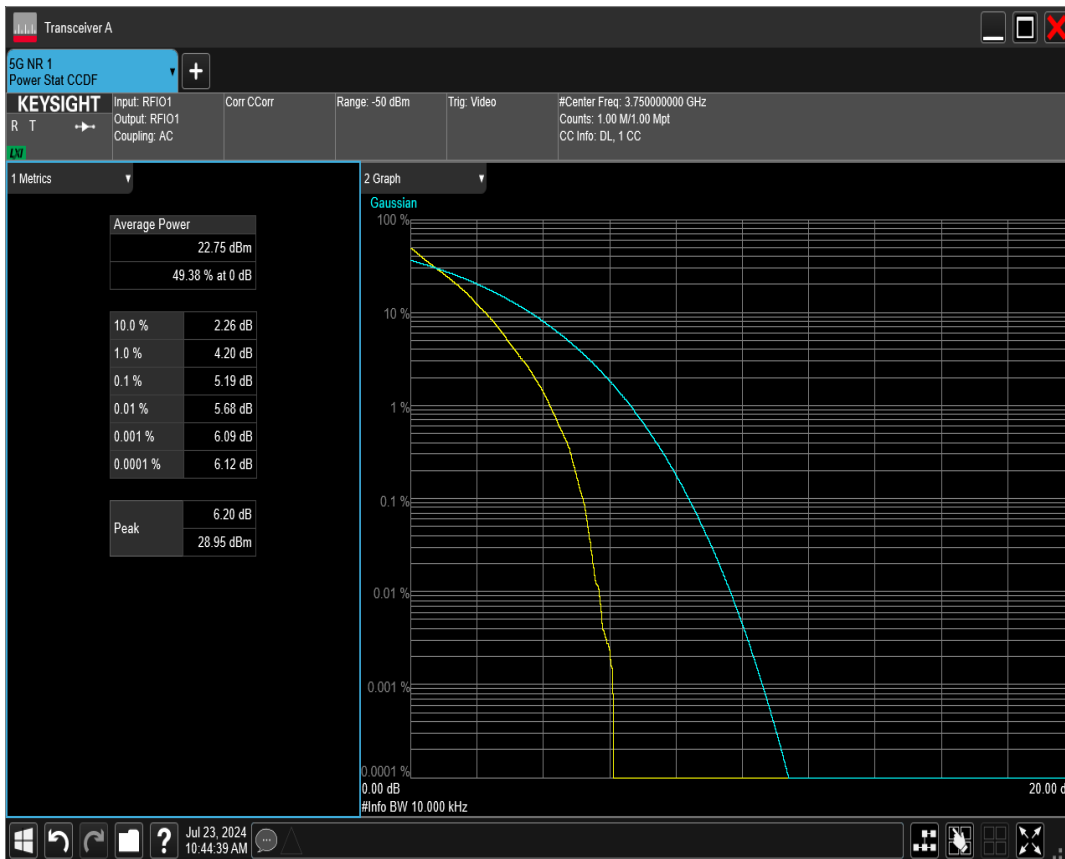 Transceiver A
5G NR 1
Power Stat CCDF
KEYSIGHT
R T
LXI
Input: RFIO1
Output: RFIO1
Coupling: AC
Corr CCorr
Range: -50 dBm
Trig: Video
#Center Freq: 3.750000000 GHz
Counts: 1.00 M/1.00 Mpt
CC Info: DL, 1 CC
1 Metrics
Average Power
22.75 dBm
49.38 % at 0 dB
10.0 % 2.26 dB
1.0 % 4.20 dB
0.1 % 5.19 dB
0.01 % 5.68 dB
0.001 % 6.09 dB
0.0001 % 6.12 dB
Peak
6.20 dB
28.95 dBm
2 Graph
Gaussian
100 %
10 %
1 %
0.1 %
0.01 %
0.001 %
0.0001 %
0.00 dB
20.00 d
#Info BW 10.000 kHz
?
Jul 23, 2024
10:44:39 AM